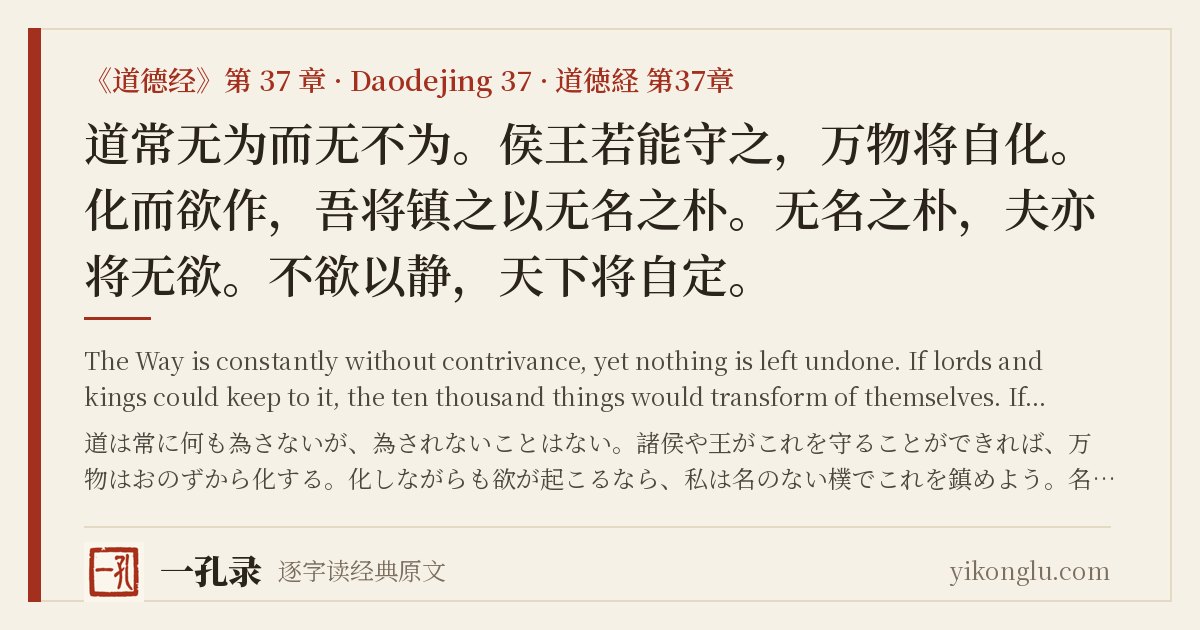 《道德经》第 37 章 · Daodejing 37 · 道徳経 第37章
道常无为而无不为。侯王若能守之，万物将自化。
化而欲作，吾将镇之以无名之朴。无名之朴，夫亦
将无欲。不欲以静，天下将自定。
The Way is constantly without contrivance, yet nothing is left undone. If lords and
kings could keep to it, the ten thousand things would transform of themselves. If…
道は常に何も為さないが、為されないことはない。諸侯や王がこれを守ることができれば、万
物はおのずから化する。化しながらも欲が起こるなら、私は名のない樸でこれを鎮めよう。名…
一孔
一孔录 逐字读经典原文 yikonglu.com